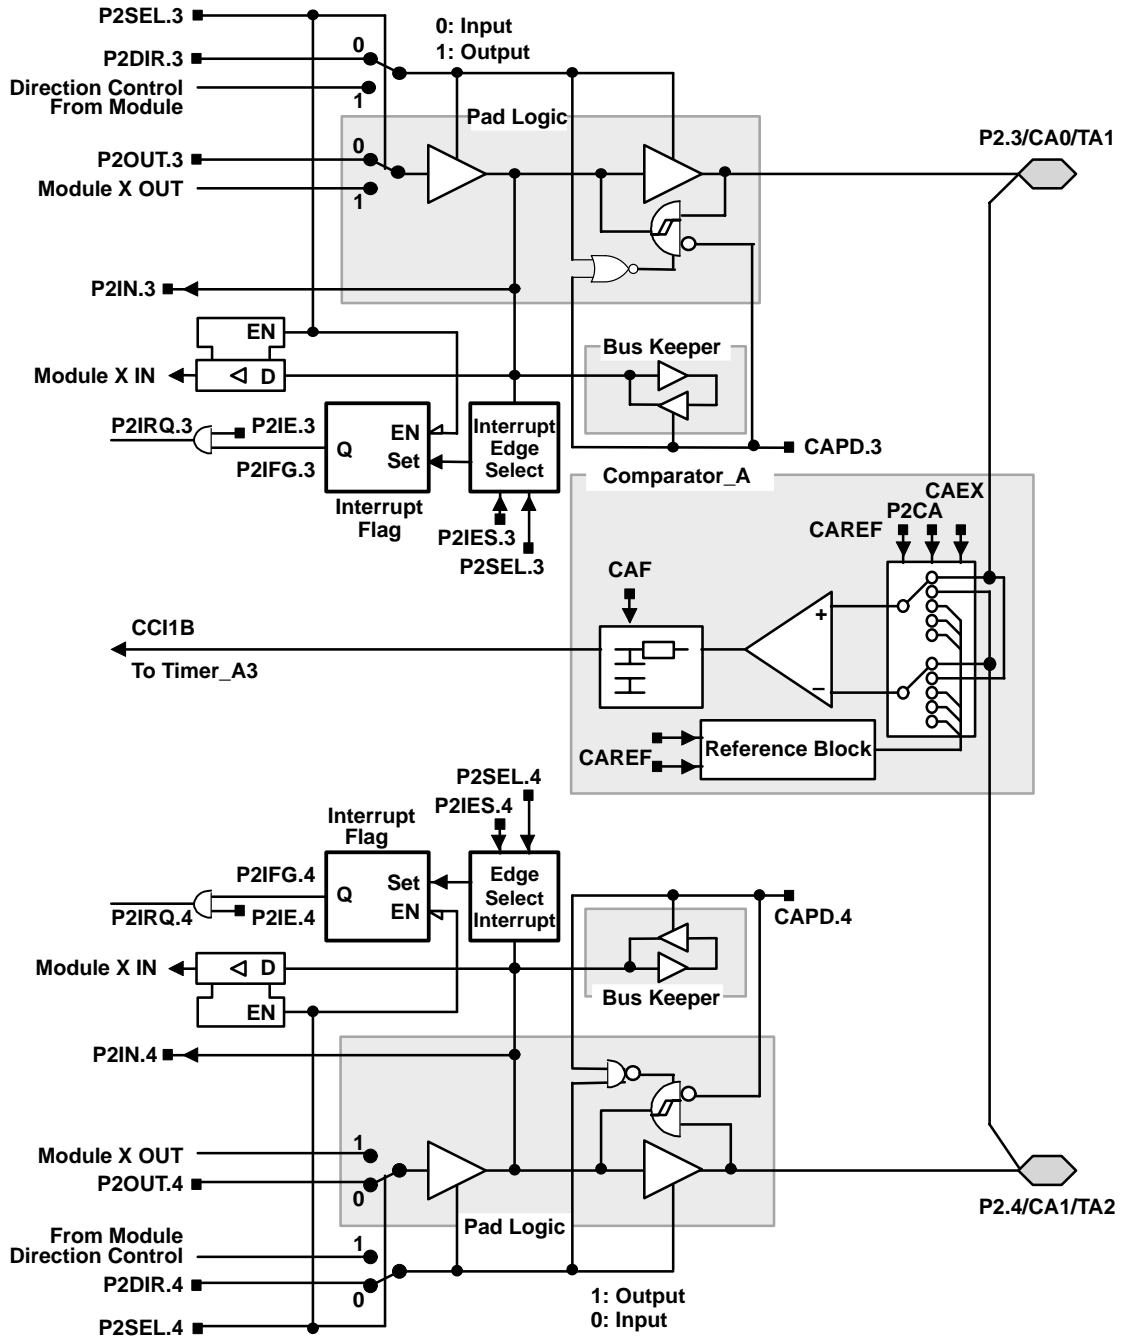 P2SEL.3
0: Input
1: Output
P2DIR.3
0
Direction Control
From Module
1
Pad Logic
P2.3/CA0/TA1
P2OUT.3
0
Module X OUT
1
P2IN.3
EN
Bus Keeper
Module X IN
D
P2IRQ.3
P2IE.3
P2IFG.3
Q
EN
Set
Interrupt
Edge
Select
CAPD.3
Interrupt
Flag
P2IES.3
P2SEL.3
Comparator_A
CAEX
P2CA
CAREF
CAF
CCI1B
To Timer_A3
+
−
Reference Block
CAREF
P2SEL.4
P2IES.4
Interrupt
Flag
P2IFG.4
P2IRQ.4
P2IE.4
Q
Set
EN
Edge
Select
Interrupt
CAPD.4
Module X IN
D
EN
Bus Keeper
P2IN.4
Module X OUT
1
P2OUT.4
0
Pad Logic
P2.4/CA1/TA2
From Module
Direction Control
1
P2DIR.4
0
1: Output
0: Input
P2SEL.4